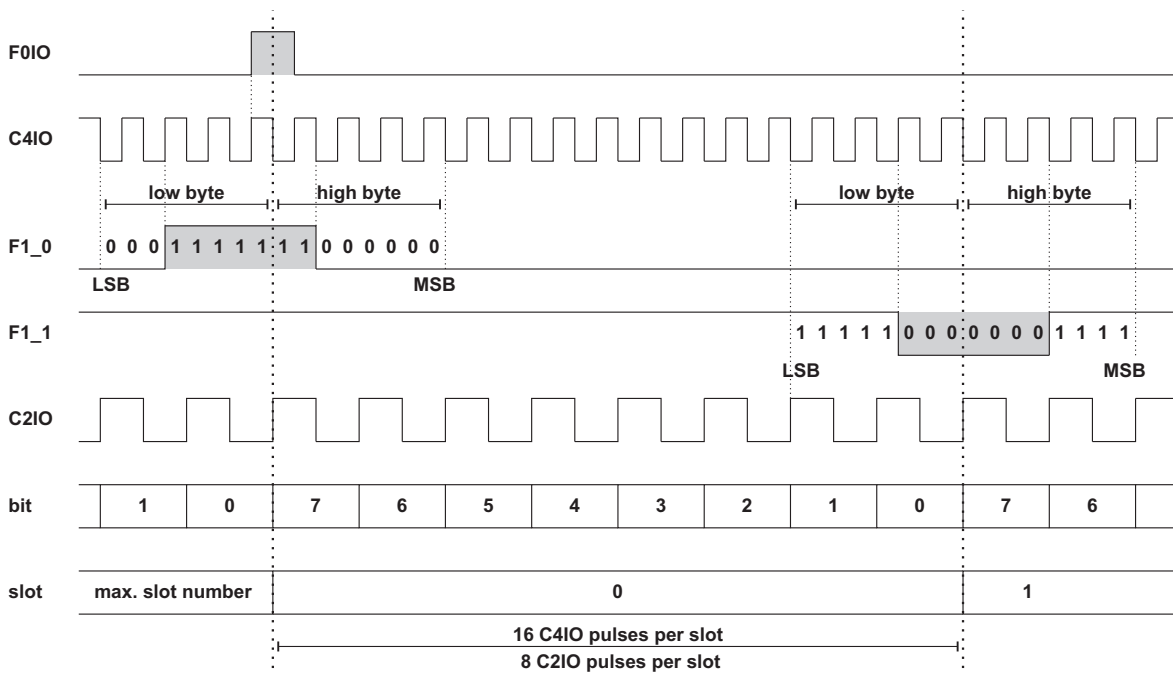 F0IO
C4IO
low byte high byte low byte high byte
F1_0 0 0 0 1 1 1 1 1 1 1 0 0 0 0 0 0
LSB MSB
F1_1 1 1 1 1 1 0 0 0 0 0 0 0 1 1 1 1
LSB MSB
C2IO
bit 1 0 7 6 5 4 3 2 1 0 7 6
slot max. slot number 0 1
16 C4IO pulses per slot
8 C2IO pulses per slot